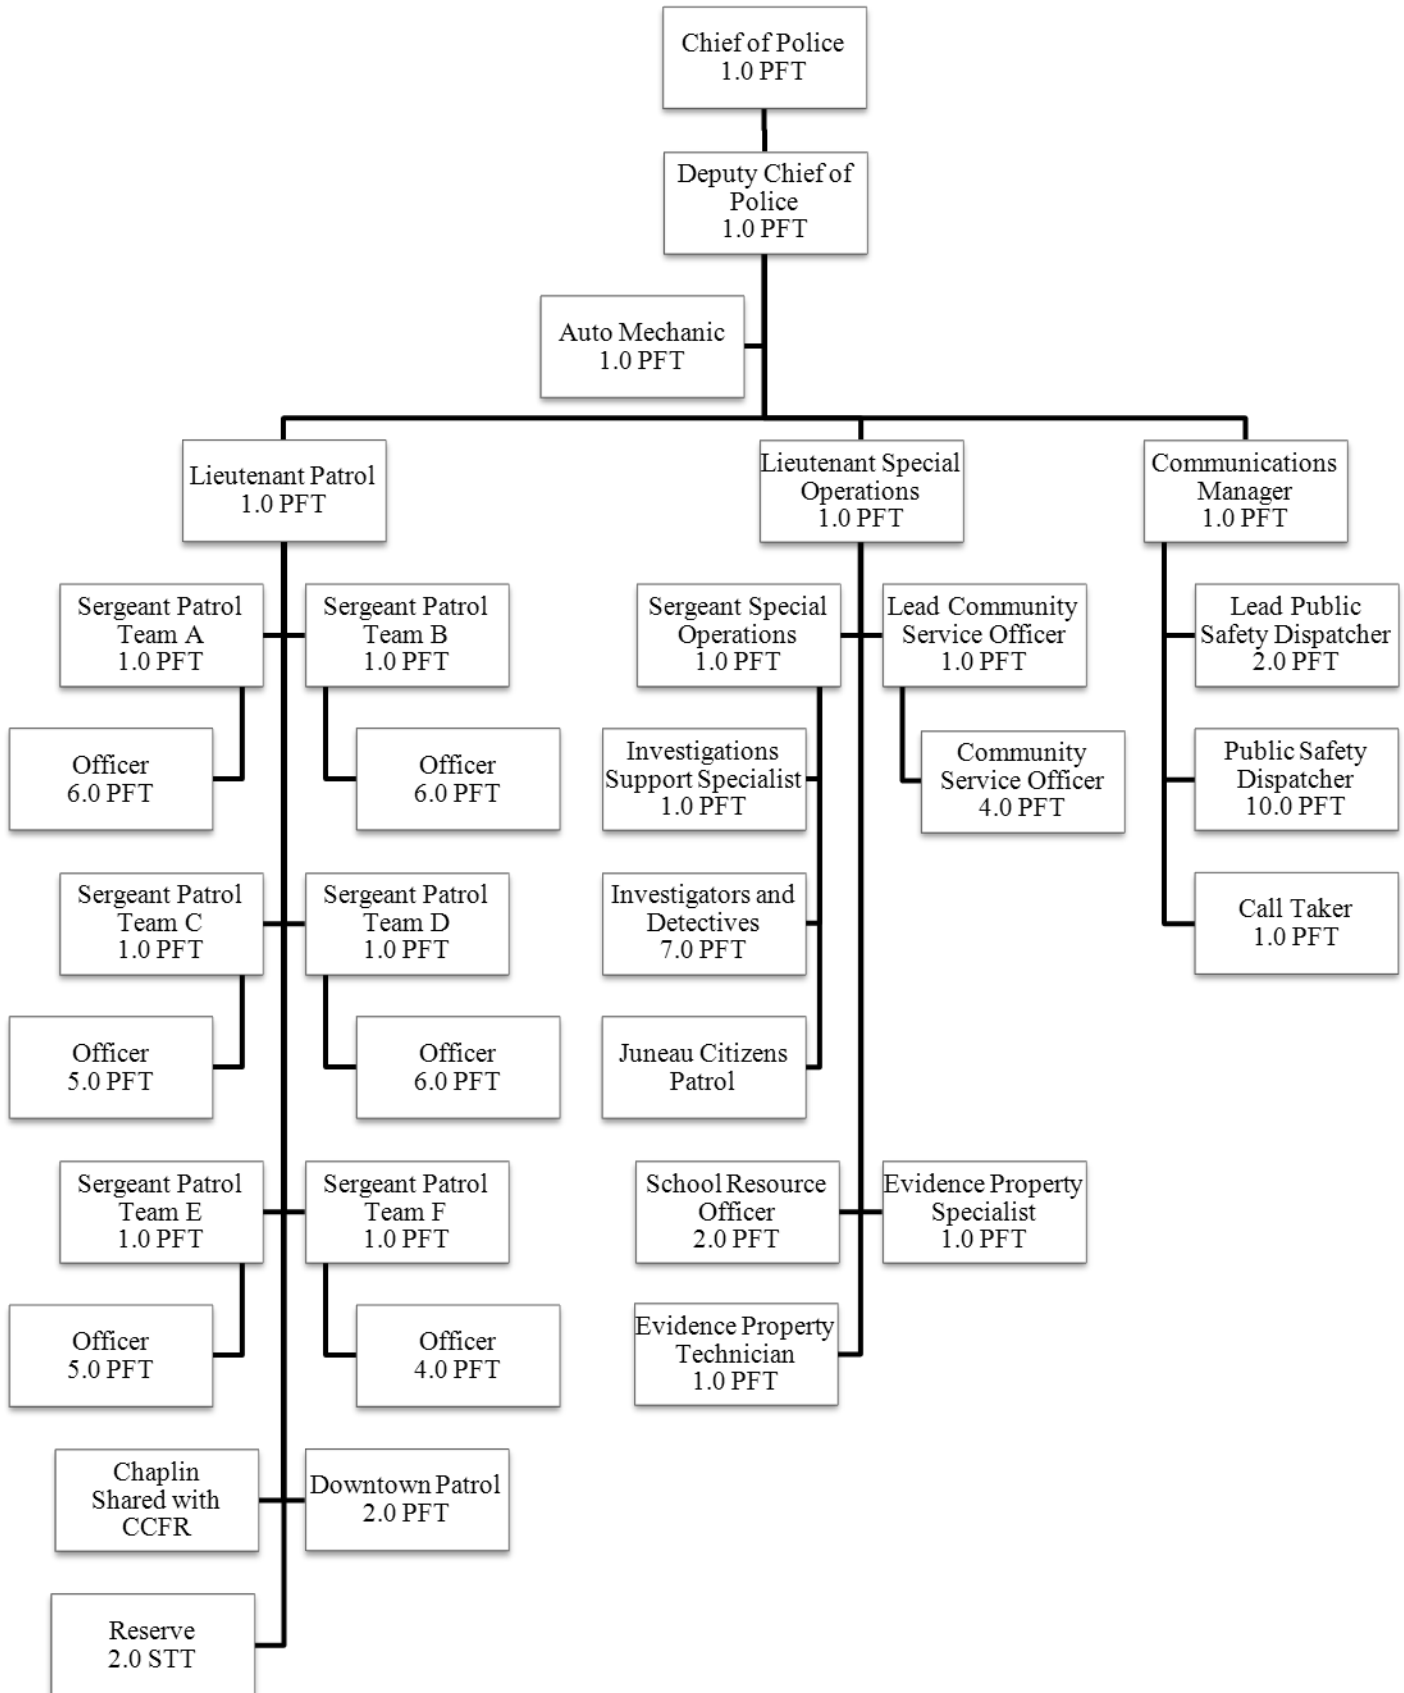 Chief of Police
1.0 PFT
Deputy Chief of
Police
1.0 PFT
Auto Mechanic
1.0 PFT
Lieutenant Patrol
1.0 PFT
Lieutenant Special
Operations
1.0 PFT
Communications
Manager
1.0 PFT
Sergeant Patrol
Team A
1.0 PFT
Sergeant Patrol
Team B
1.0 PFT
Sergeant Special
Operations
1.0 PFT
Lead Community
Service Officer
1.0 PFT
Lead Public
Safety Dispatcher
2.0 PFT
Officer
6.0 PFT
Officer
6.0 PFT
Investigations
Support Specialist
1.0 PFT
Community
Service Officer
4.0 PFT
Public Safety
Dispatcher
10.0 PFT
Sergeant Patrol
Team C
1.0 PFT
Sergeant Patrol
Team D
1.0 PFT
Investigators and
Detectives
7.0 PFT
Call Taker
1.0 PFT
Officer
5.0 PFT
Officer
6.0 PFT
Juneau Citizens
Patrol
Sergeant Patrol
Team E
1.0 PFT
Sergeant Patrol
Team F
1.0 PFT
School Resource
Officer
2.0 PFT
Evidence Property
Specialist
1.0 PFT
Officer
5.0 PFT
Officer
4.0 PFT
Evidence Property
Technician
1.0 PFT
Chaplin
Shared with
CCFR
Downtown Patrol
2.0 PFT
Reserve
2.0 STT